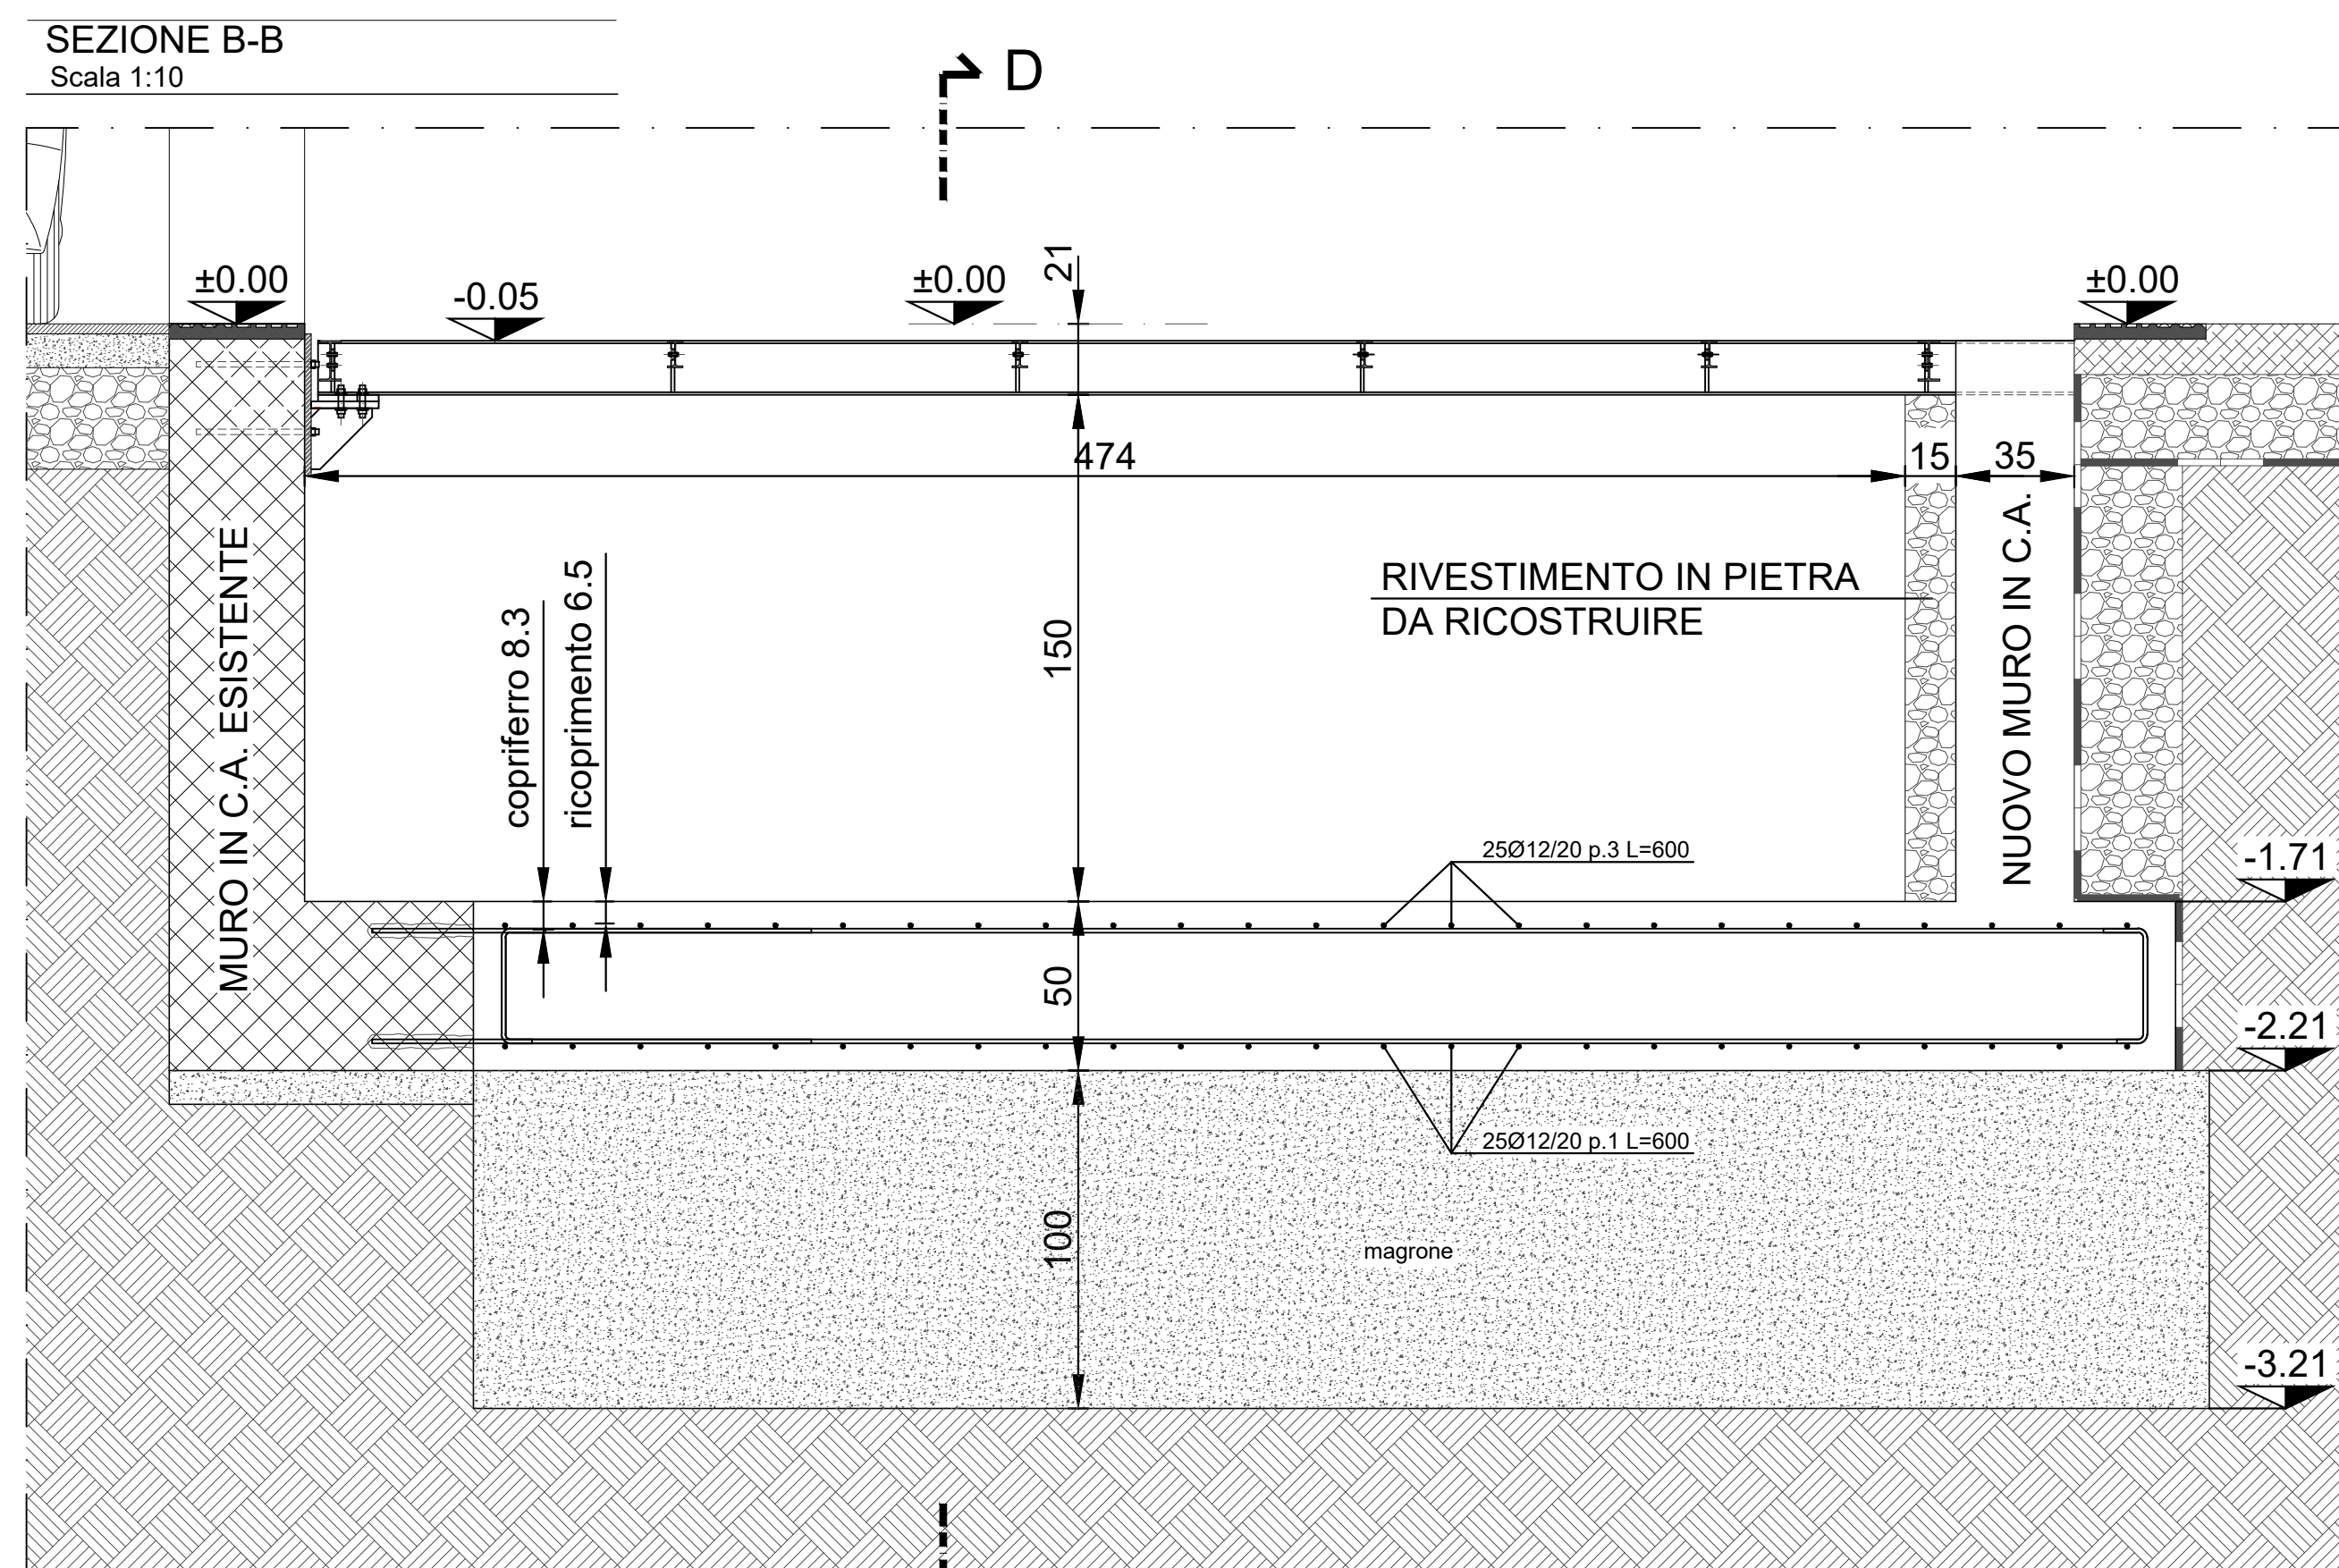 SEZIONE B-B
Scala 1:10
D
±0.00
-0.05
±0.00
21
±0.00
474
15
35
MURO IN C.A. ESISTENTE
copriferro 8.3
ricoprimento 6.5
150
RIVESTIMENTO IN PIETRA
DA RICOSTRUIRE
NUOVO MURO IN C.A.
25Ø12/20 p.3 L=600
-1.71
50
-2.21
25Ø12/20 p.1 L=600
100
magrone
-3.21